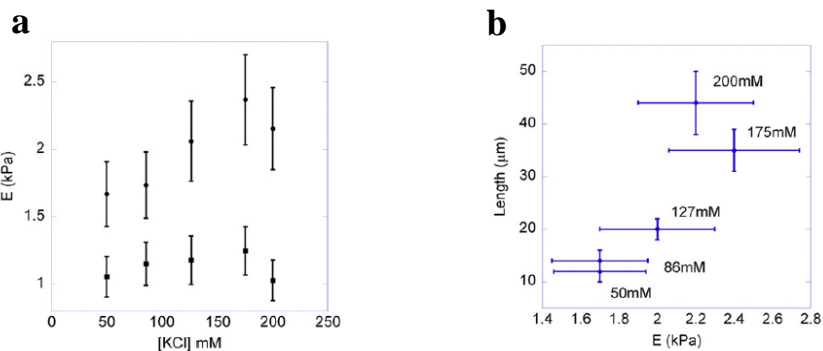 a
2.5
2
1.5
1
E (kPa)
0 50 100 150 200 250
[KCl] mM
b
50
40
30
20
10
Length (μm)
200mM
175mM
127mM
86mM
50mM
1.4 1.6 1.8 2 2.2 2.4 2.6 2.8
E (kPa)